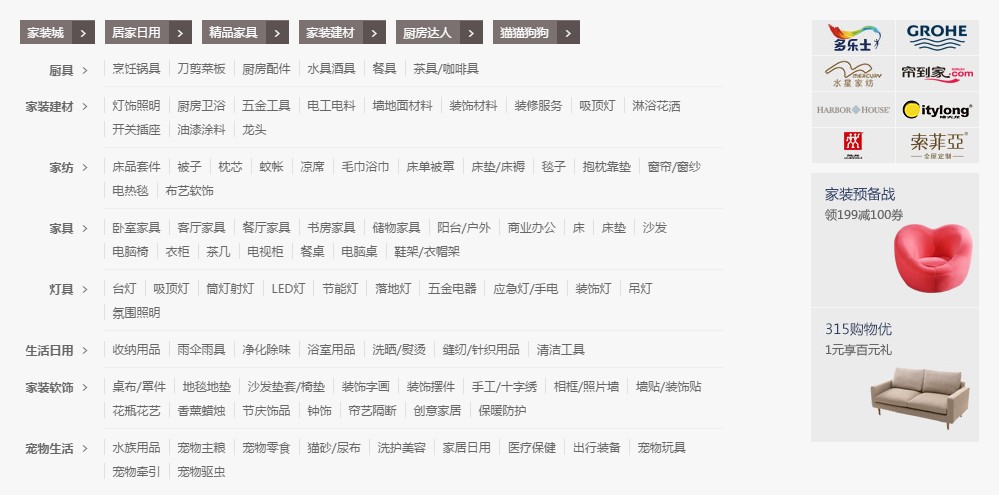 家装城 > 居家日用 > 精品家具 > 家装建材 > 厨房达人 > 猫猫狗狗 >
厨具 > 烹饪锅具 刀剪菜板 厨房配件 水具酒具 餐具 茶具/咖啡具
家装建材 > 灯饰照明 厨房卫浴 五金工具 电工电料 墙地面材料 装饰材料 装修服务 吸顶灯 淋浴花洒
开关插座 油漆涂料 龙头
家纺 > 床品套件 被子 枕芯 蚊帐 凉席 毛巾浴巾 床单被罩 床垫/床褥 毯子 抱枕靠垫 窗帘/窗纱
电热毯 布艺软饰
家具 > 卧室家具 客厅家具 餐厅家具 书房家具 储物家具 阳台/户外 商业办公 床 床垫 沙发
电脑椅 衣柜 茶几 电视柜 餐桌 电脑桌 鞋架/衣帽架
灯具 > 台灯 吸顶灯 筒灯射灯 LED灯 节能灯 落地灯 五金电器 应急灯/手电 装饰灯 吊灯
氛围照明
生活日用 > 收纳用品 雨伞雨具 净化除味 浴室用品 洗晒/熨烫 缝纫/针织用品 清洁工具
家装软饰 > 桌布/罩件 地毯地垫 沙发垫套/椅垫 装饰字画 装饰摆件 手工/十字绣 相框/照片墙 墙贴/装饰贴
花瓶花艺 香薰蜡烛 节庆饰品 钟饰 帘艺隔断 创意家居 保暖防护
宠物生活 > 水族用品 宠物主粮 宠物零食 猫砂/尿布 洗护美容 家居日用 医疗保健 出行装备 宠物玩具
宠物牵引 宠物驱虫
多乐士 GROHE
MERCURY
水星家纺 帘到家.com
HARBOR HOUSE Citylong
索菲亞
全屋定制
家装预备战
领199减100券
315购物优
1元享百元礼